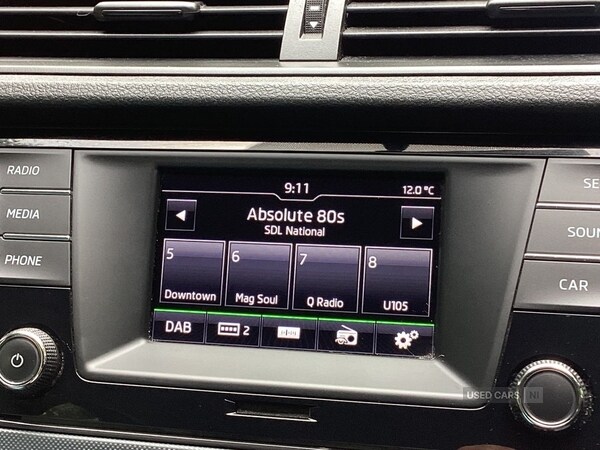 RADIO
MEDIA
PHONE
9:11
12.0 °C
Absolute 80s
SDL National
5
Downtown
6
Mag Soul
7
Q Radio
8
U105
DAB
2
SE
SOUN
CAR
USED CARS NI